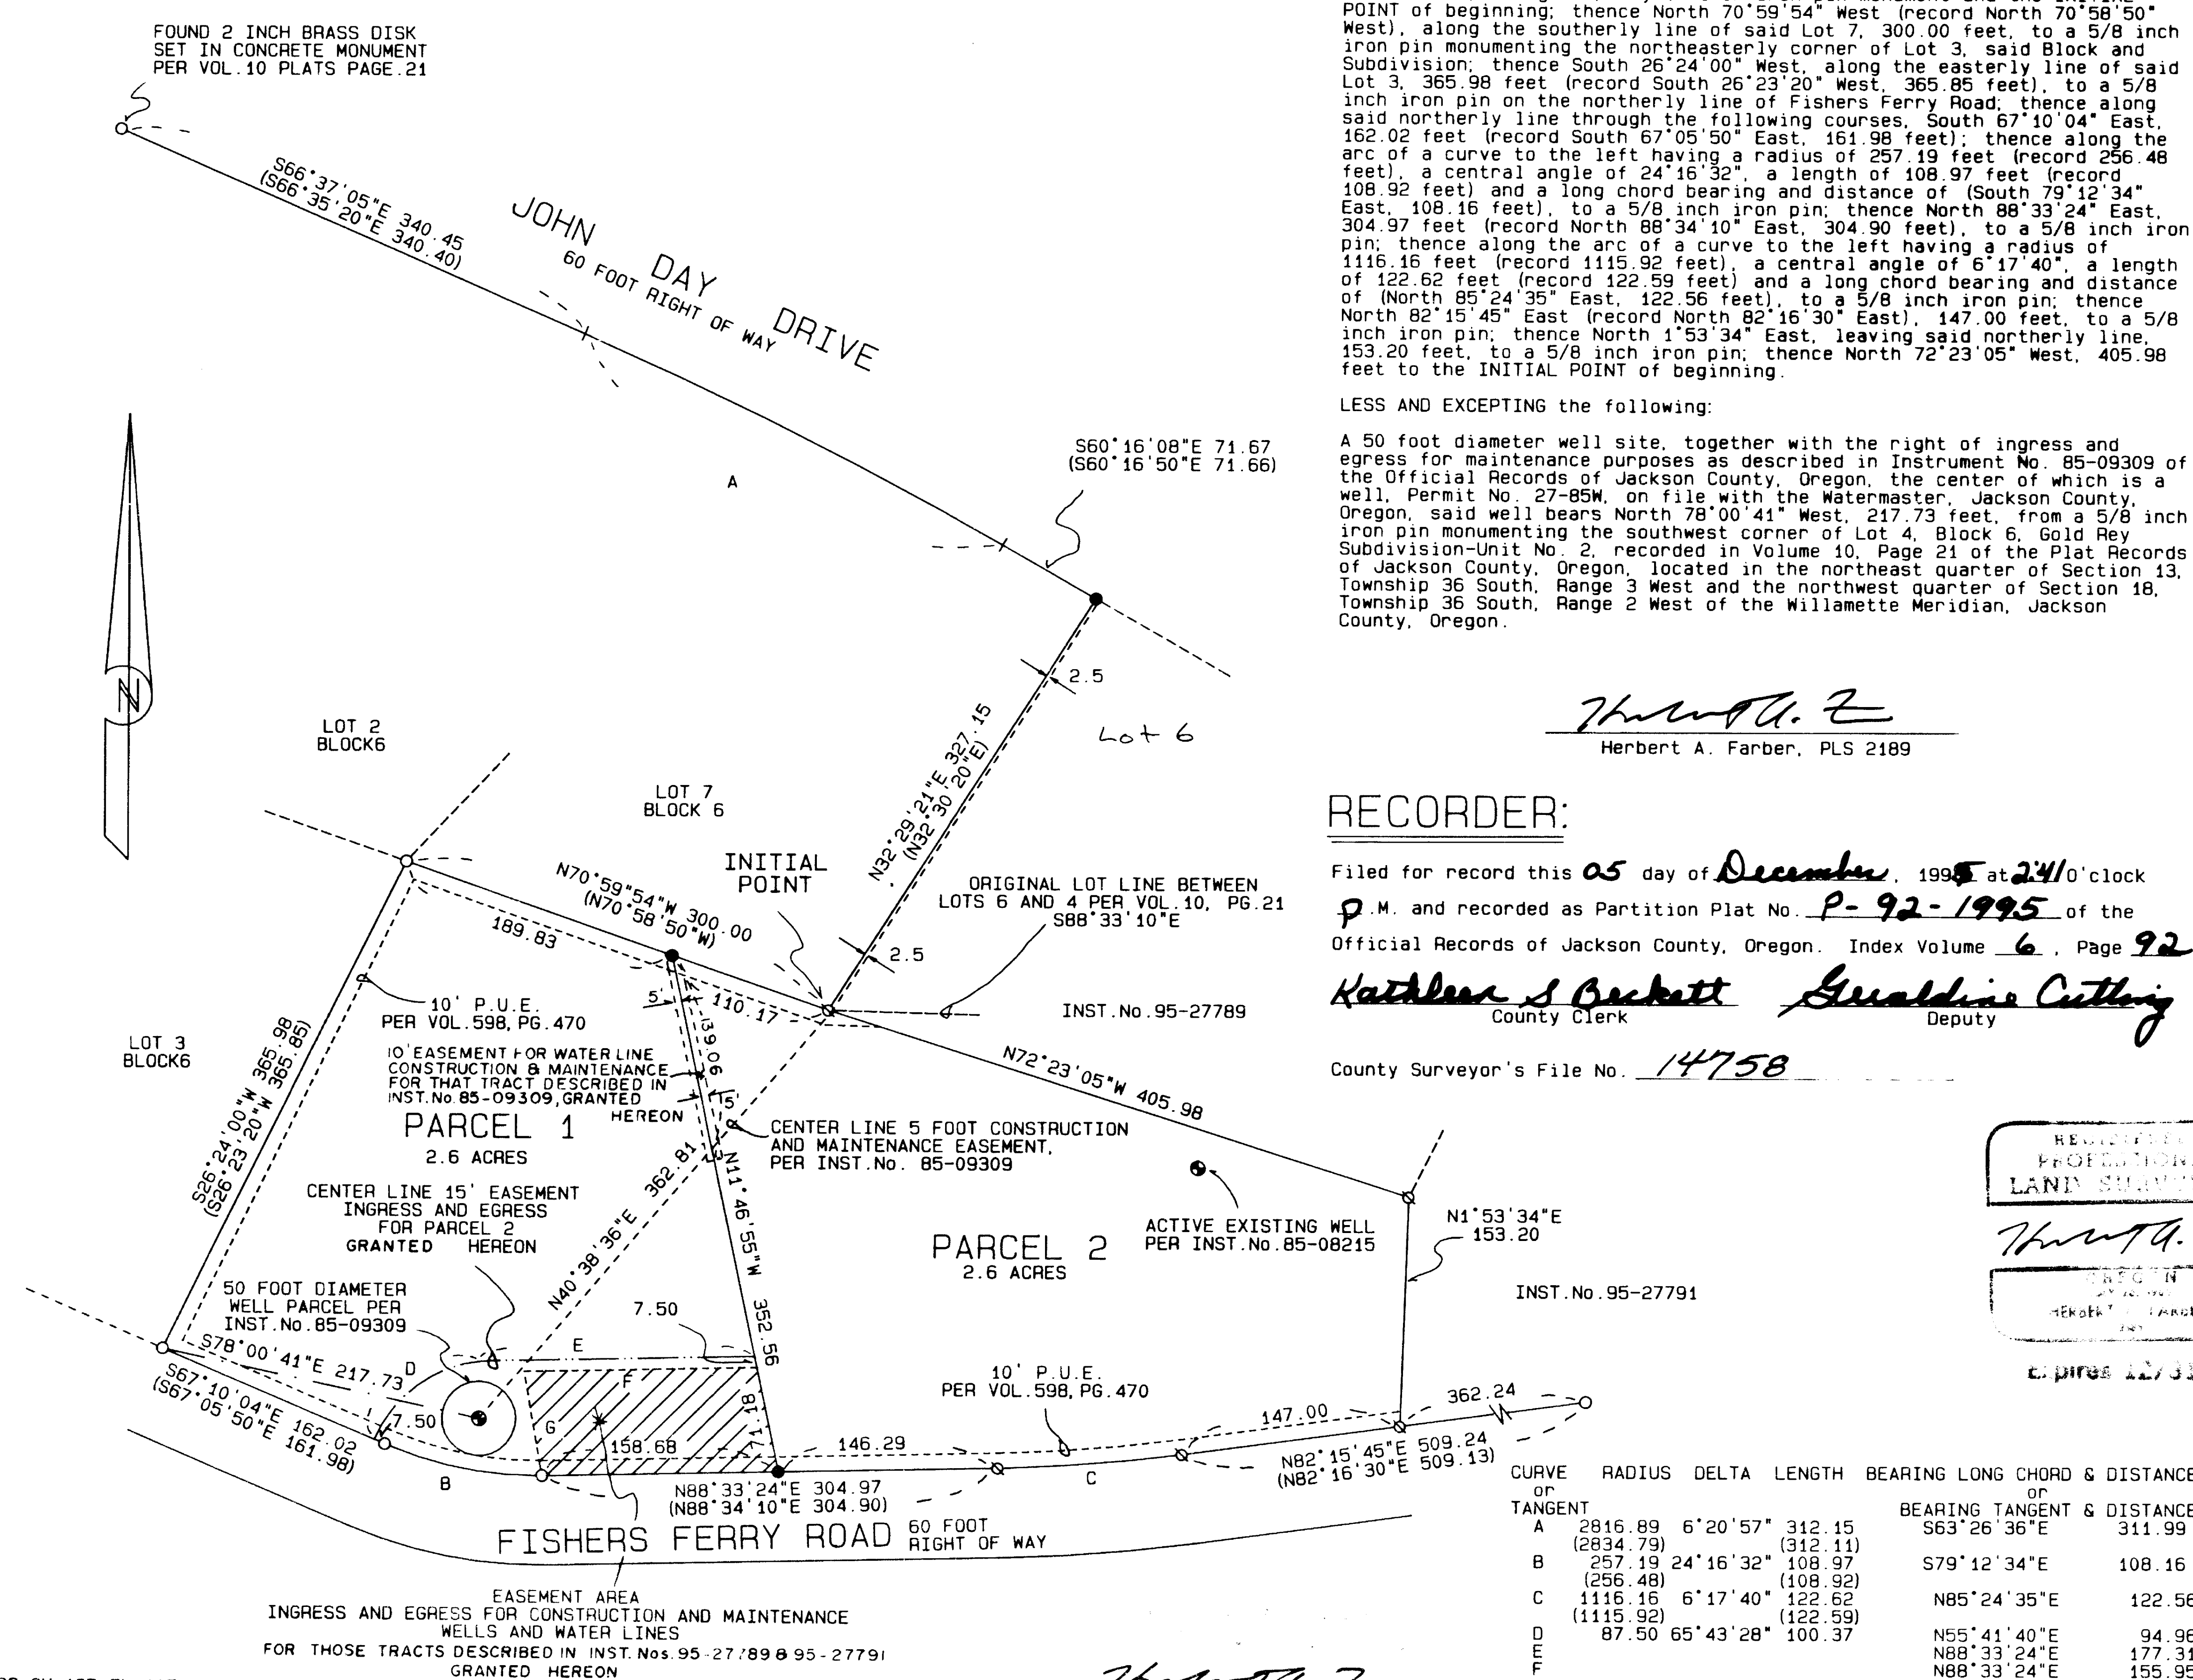 FOUND 2 INCH BRASS DISK
SET IN CONCRETE MONUMENT
PER VOL.10 PLATS PAGE.21
S66°37'05"E 340.45
(S66°35'20"E 340.40)
JOHN DAY DRIVE
60 FOOT RIGHT OF WAY
A
S60°16'08"E 71.67
(S60°16'50"E 71.66)
2.5
N
LOT 2
BLOCK6
Lot 6
LOT 7
BLOCK 6
N32°29'21"E 327.15
(N32°30'20"E)
INITIAL
POINT
ORIGINAL LOT LINE BETWEEN
LOTS 6 AND 4 PER VOL.10, PG.21
S88°33'10"E
N70°59'54"W 300.00
(N70°58'50"W)
189.83
2.5
5'
110.17
10' P.U.E.
PER VOL.598, PG.470
INST.No.95-27789
LOT 3
BLOCK6
139.06
10' EASEMENT FOR WATER LINE
CONSTRUCTION & MAINTENANCE
FOR THAT TRACT DESCRIBED IN
INST.No.85-09309, GRANTED
HEREON
N72°23'05"W 405.98
15'
S26°24'00"W 365.98
(S26°23'20"W 365.85)
PARCEL 1
2.6 ACRES
CENTER LINE 5 FOOT CONSTRUCTION
AND MAINTENANCE EASEMENT,
PER INST.No. 85-09309
CENTER LINE 15' EASEMENT
INGRESS AND EGRESS
FOR PARCEL 2
GRANTED HEREON
N40°38'36"E 362.81
N11°46'55"W 352.56
ACTIVE EXISTING WELL
PER INST.No.85-08215
PARCEL 2
2.6 ACRES
N1°53'34"E
153.20
INST.No.95-27791
50 FOOT DIAMETER
WELL PARCEL PER
INST.No.85-09309
7.50
E
S78°00'41"E 217.73
D
F
S67°10'04"E 162.02
(S67°05'50"E 161.98)
10' P.U.E.
PER VOL.598, PG.470
7.50
G
158.68
146.29
147.00
362.24
B
C
N88°33'24"E 304.97
(N88°34'10"E 304.90)
N82°15'45"E 509.24
(N82°16'30"E 509.13)
FISHERS FERRY ROAD
60 FOOT
RIGHT OF WAY
EASEMENT AREA
INGRESS AND EGRESS FOR CONSTRUCTION AND MAINTENANCE
WELLS AND WATER LINES
FOR THOSE TRACTS DESCRIBED IN INST.Nos.95-27789 & 95-27791
GRANTED HEREON
POINT of beginning; thence North 70°59'54" West (record North 70°58'50"
West), along the southerly line of said Lot 7, 300.00 feet, to a 5/8 inch
iron pin monumenting the northeasterly corner of Lot 3, said Block and
Subdivision; thence South 26°24'00" West, along the easterly line of said
Lot 3, 365.98 feet (record South 26°23'20" West, 365.85 feet), to a 5/8
inch iron pin on the northerly line of Fishers Ferry Road; thence along
said northerly line through the following courses, South 67°10'04" East,
162.02 feet (record South 67°05'50" East, 161.98 feet); thence along the
arc of a curve to the left having a radius of 257.19 feet (record 256.48
feet), a central angle of 24°16'32", a length of 108.97 feet (record
108.92 feet) and a long chord bearing and distance of (South 79°12'34"
East, 108.16 feet), to a 5/8 inch iron pin; thence North 88°33'24" East,
304.97 feet (record North 88°34'10" East, 304.90 feet), to a 5/8 inch iron
pin; thence along the arc of a curve to the left having a radius of
1116.16 feet (record 1115.92 feet), a central angle of 6°17'40", a length
of 122.62 feet (record 122.59 feet) and a long chord bearing and distance
of (North 85°24'35" East, 122.56 feet), to a 5/8 inch iron pin; thence
North 82°15'45" East (record North 82°16'30" East), 147.00 feet, to a 5/8
inch iron pin; thence North 1°53'34" East, leaving said northerly line,
153.20 feet, to a 5/8 inch iron pin; thence North 72°23'05" West, 405.98
feet to the INITIAL POINT of beginning.
LESS AND EXCEPTING the following:
A 50 foot diameter well site, together with the right of ingress and
egress for maintenance purposes as described in Instrument No. 85-09309 of
the Official Records of Jackson County, Oregon, the center of which is a
well, Permit No. 27-85W, on file with the Watermaster, Jackson County,
Oregon, said well bears North 78°00'41" West, 217.73 feet, from a 5/8 inch
iron pin monumenting the southwest corner of Lot 4, Block 6, Gold Rey
Subdivision-Unit No. 2, recorded in Volume 10, Page 21 of the Plat Records
of Jackson County, Oregon, located in the northeast quarter of Section 13,
Township 36 South, Range 3 West and the northwest quarter of Section 18,
Township 36 South, Range 2 West of the Willamette Meridian, Jackson
County, Oregon.
Herbert A. Farber, PLS 2189
RECORDER:
Filed for record this 05 day of December, 1995 at 2:41 O'clock
P.M. and recorded as Partition Plat No. P-92-1995 of the
Official Records of Jackson County, Oregon. Index Volume 6, Page 92
Kathleen S Beckett Geraldine Cutting
County Clerk Deputy
County Surveyor's File No. 14758
REGISTERED
PROFESSIONAL
LAND
OREGON
Expires 12/31
CURVE RADIUS DELTA LENGTH BEARING LONG CHORD & DISTANCE
or or
TANGENT BEARING TANGENT & DISTANCE
A 2816.89 6°20'57" 312.15 S63°26'36"E 311.99
(2834.79) (312.11)
B 257.19 24°16'32" 108.97 S79°12'34"E 108.16
(256.48) (108.92)
C 1116.16 6°17'40" 122.62 N85°24'35"E 122.56
(1115.92) (122.59)
D 87.50 65°43'28" 100.37 N55°41'40"E 94.96
E N88°33'24"E 177.31
F N88°33'24"E 155.95